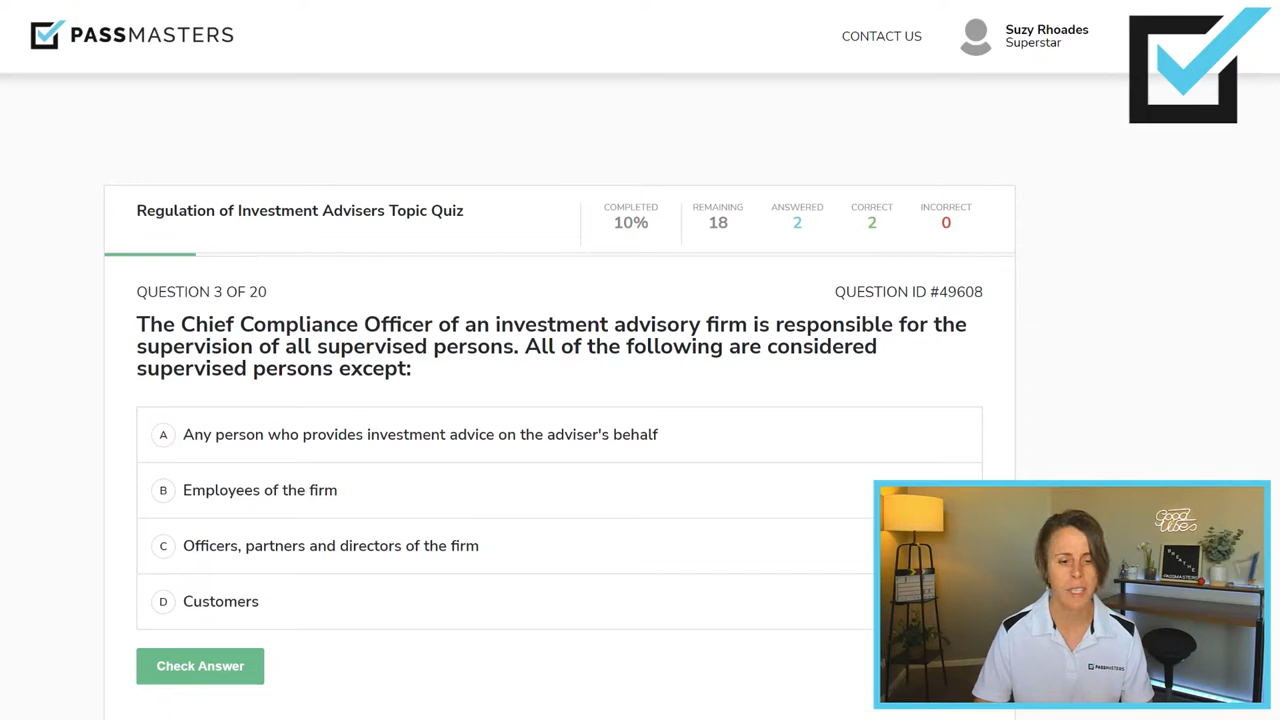 PASSMASTERS
CONTACT US
Suzy Rhoades
Superstar
Regulation of Investment Advisers Topic Quiz
COMPLETED
10%
REMAINING
18
ANSWERED
2
CORRECT
2
INCORRECT
0
QUESTION 3 OF 20
QUESTION ID #49608
The Chief Compliance Officer of an investment advisory firm is responsible for the
supervision of all supervised persons. All of the following are considered
supervised persons except:
A Any person who provides investment advice on the adviser's behalf
B Employees of the firm
C Officers, partners and directors of the firm
D Customers
Check Answer
Good Vibes
BREATHE
PASSMASTERS
PASSMASTERS